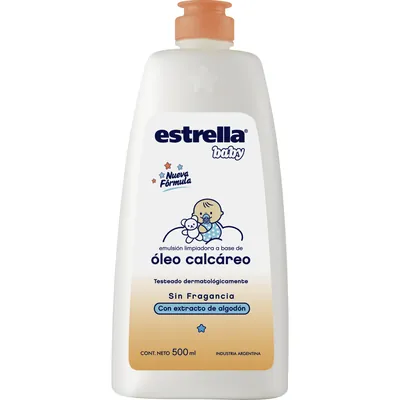 estrella
baby
Nueva
Fórmula
emulsión limpiadora a base de
óleo calcáreo
Testeado dermatológicamente
Sin Fragancia
Con extracto de algodón
CONT. NETO 500 ml
INDUSTRIA ARGENTINA